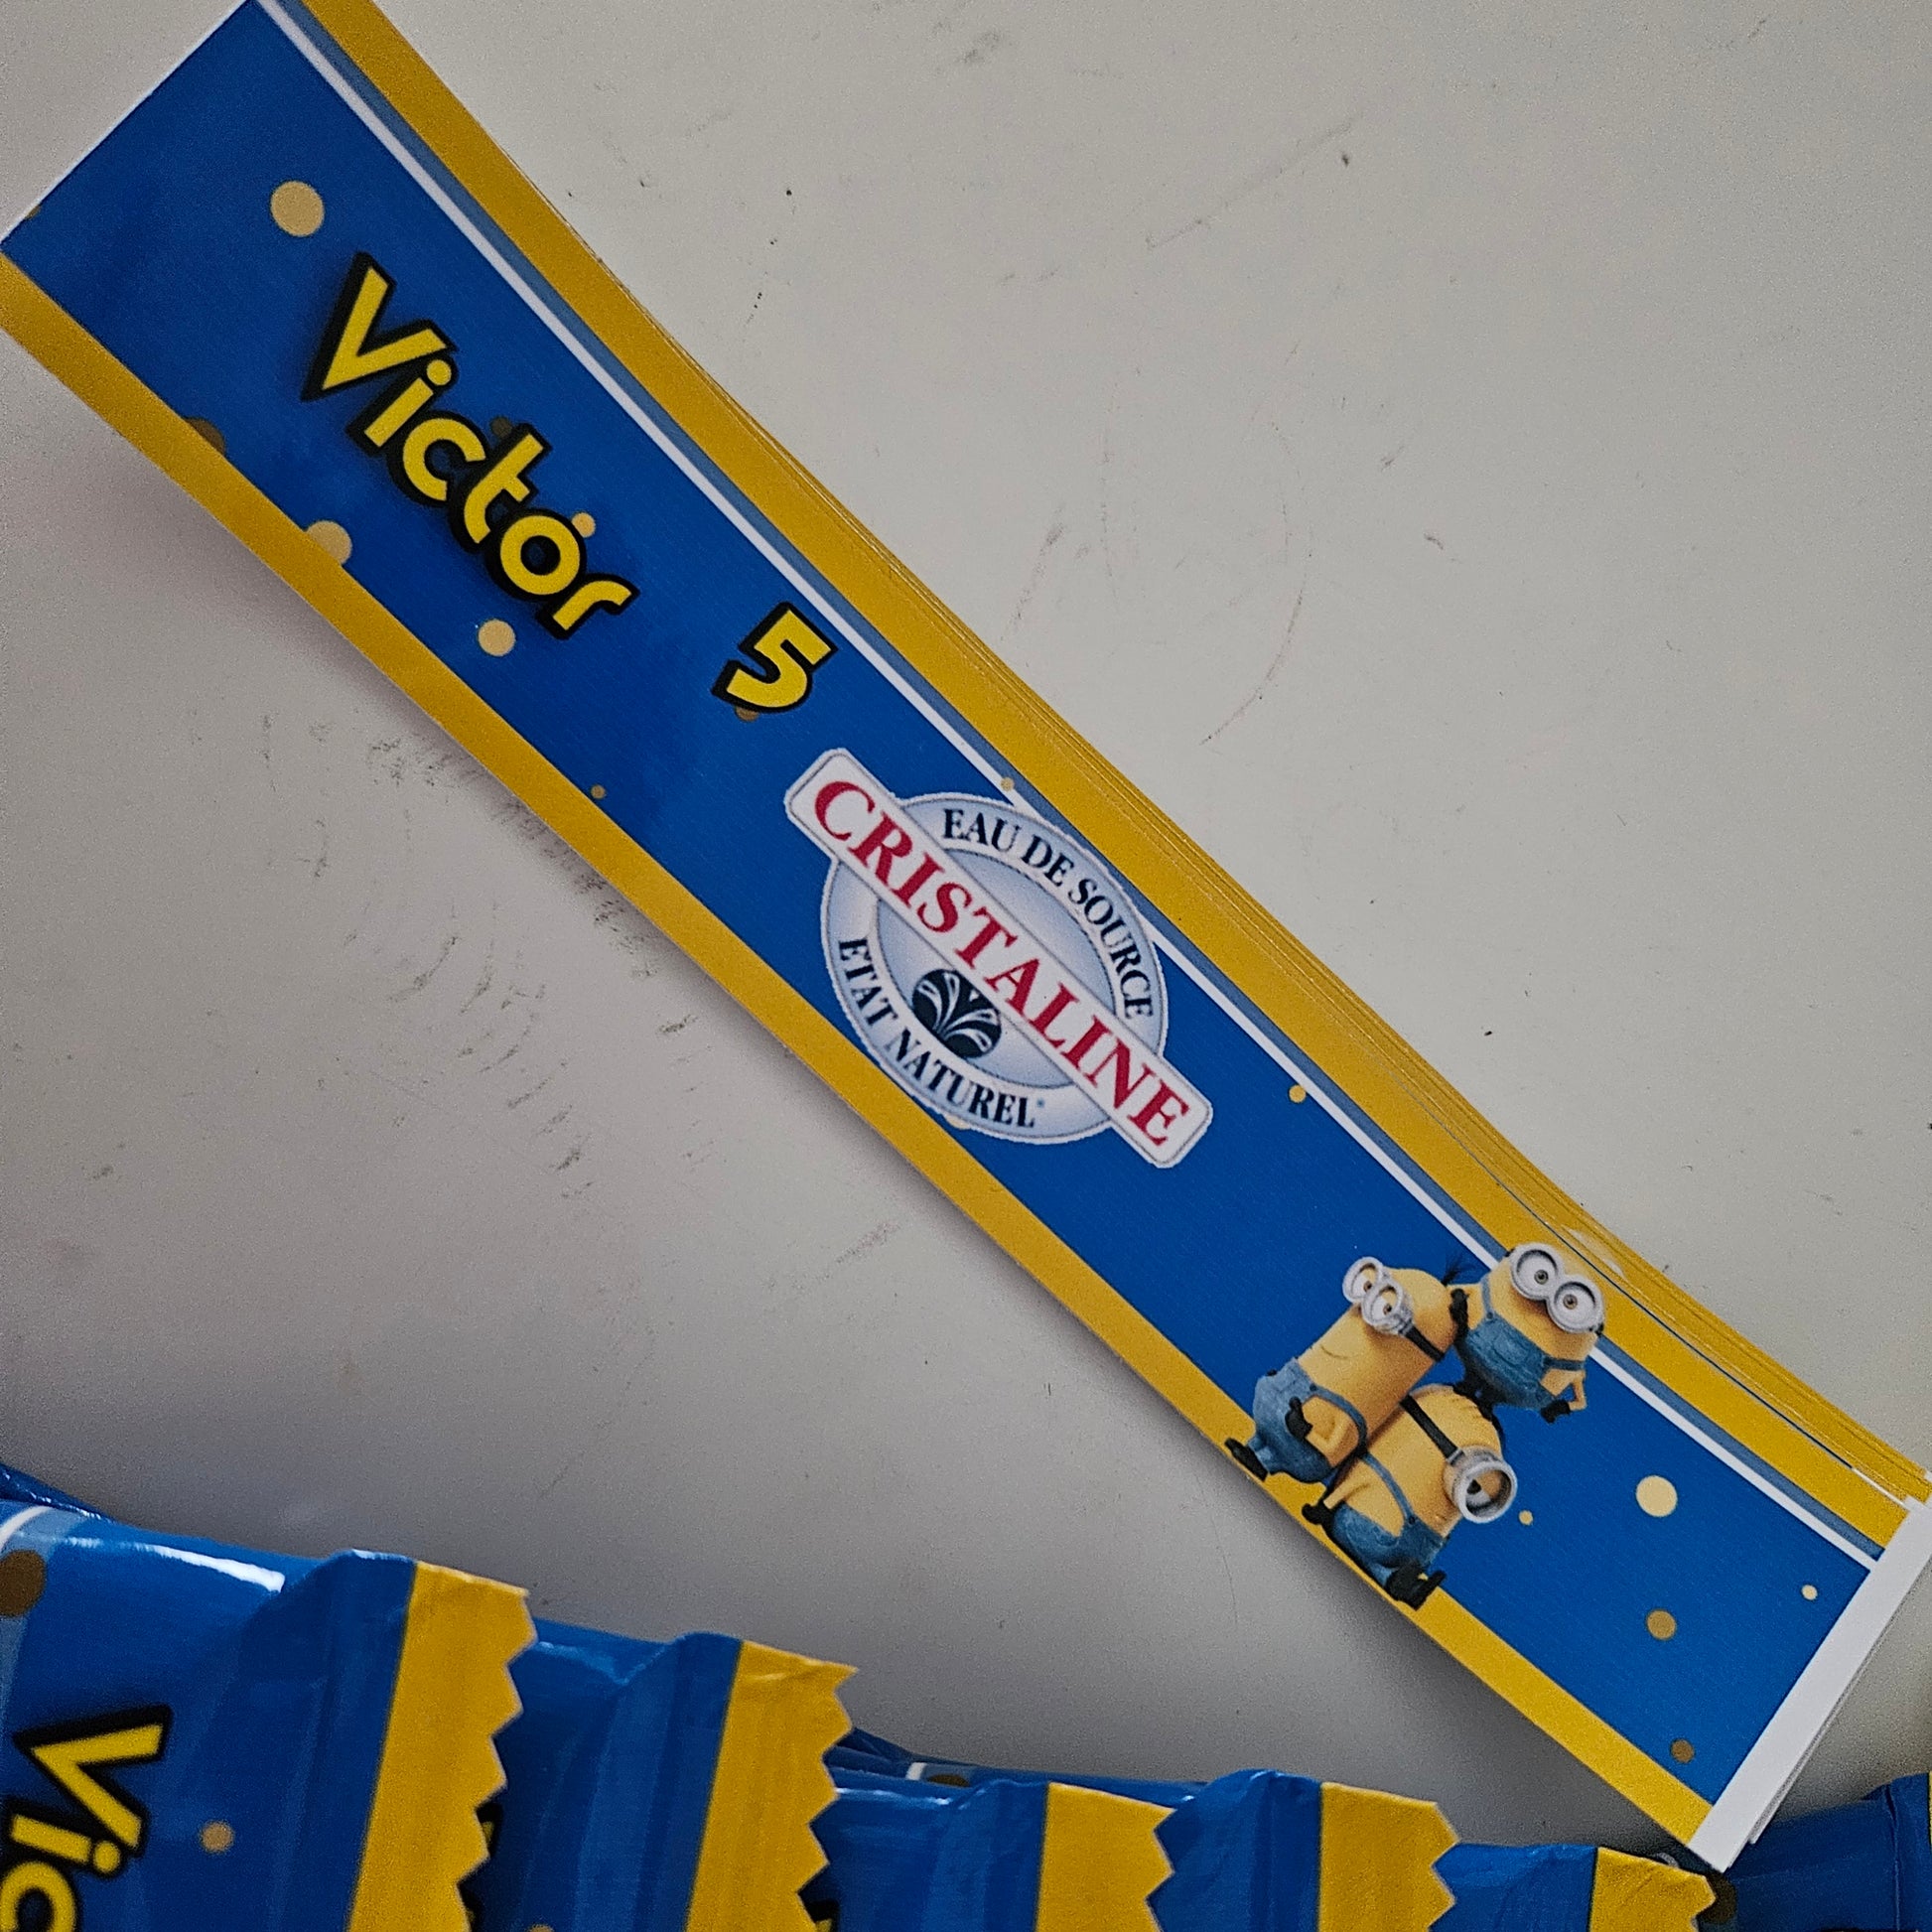 Victor 5
EAU DE SOURCE
CRISTALINE
ETAT NATUREL
Vic